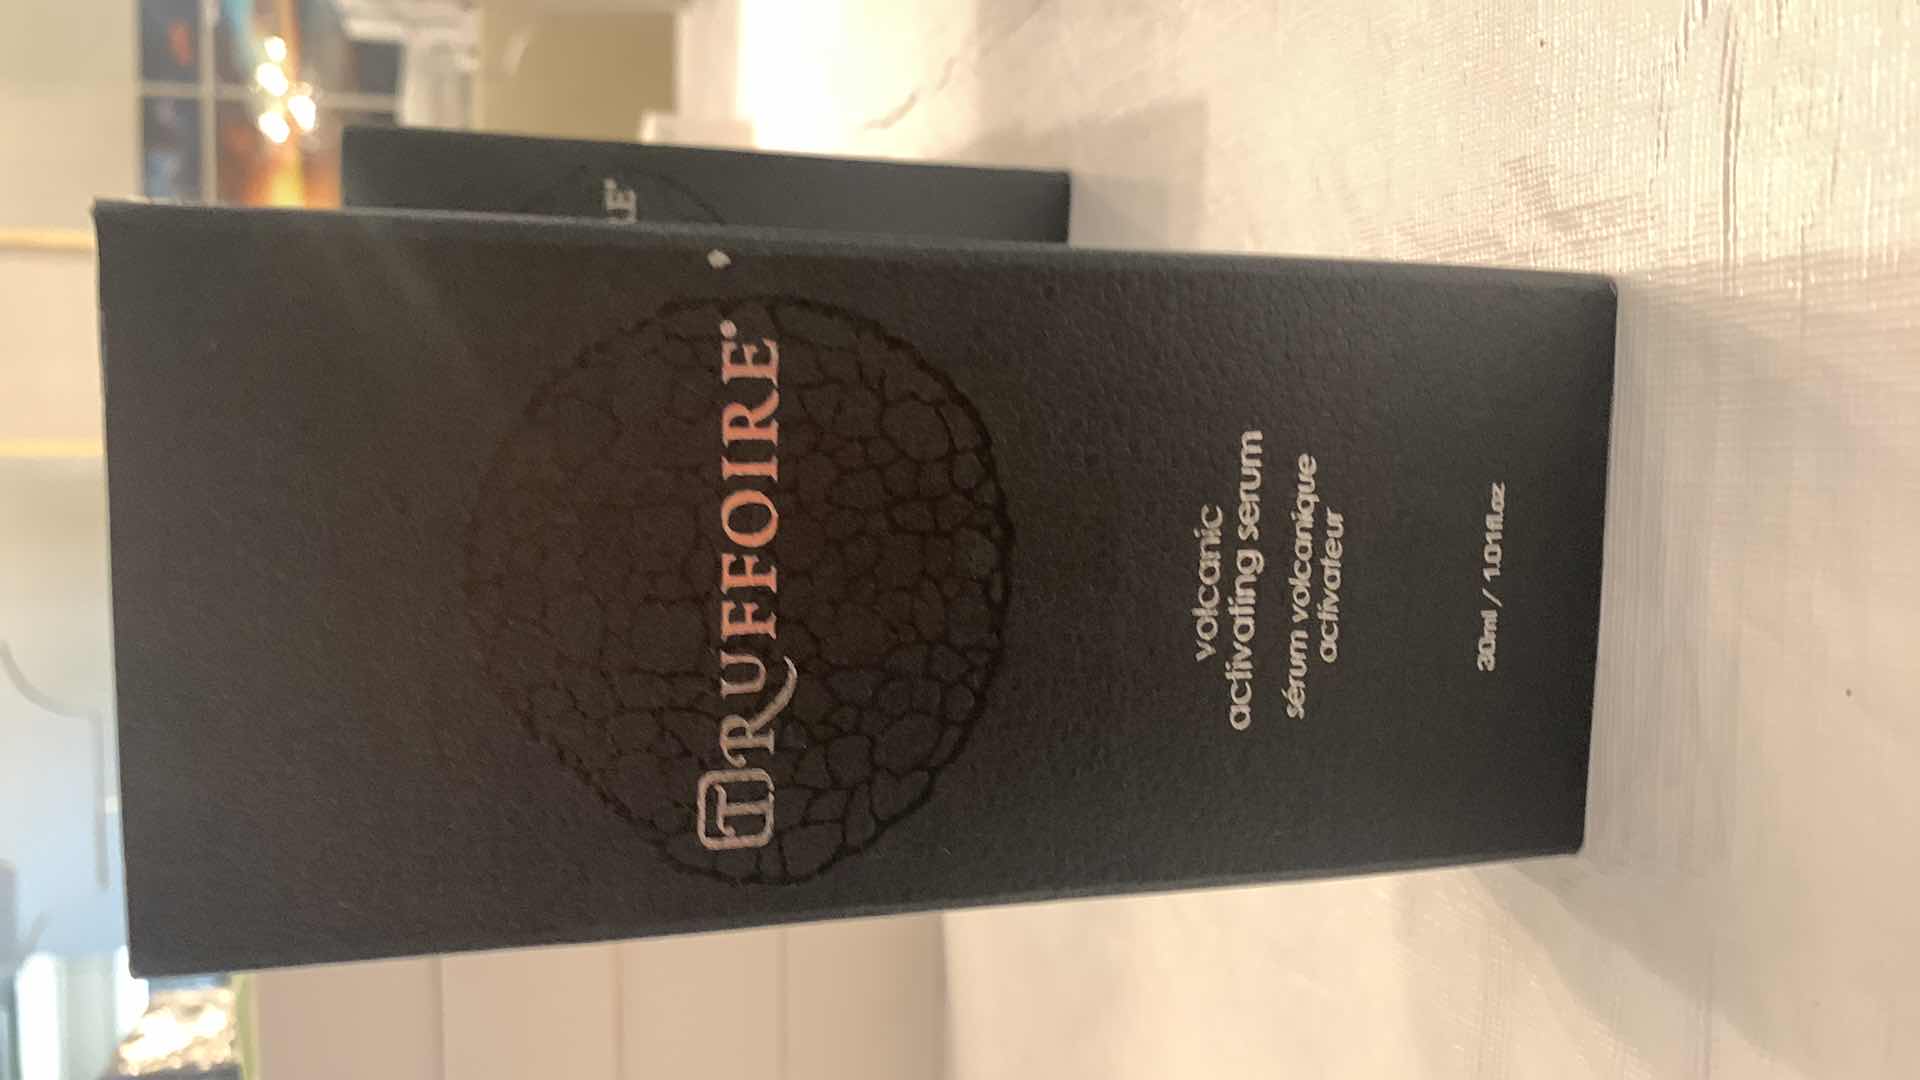 TRUFFOIRE®
volcanic
activating serum
sérum volcanique
activateur
30ml / 1.01fl.oz